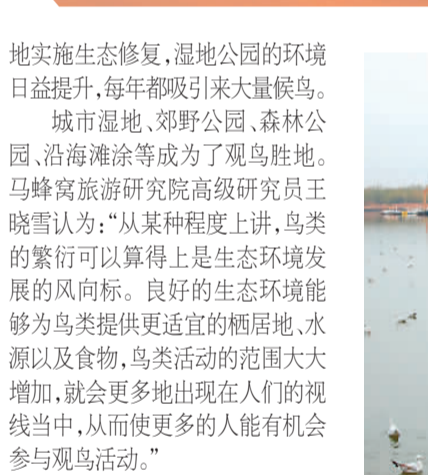 地实施生态修复，湿地公园的环境
日益提升，每年都吸引来大量候鸟。
城市湿地、郊野公园、森林公
园、沿海滩涂等成为了观鸟胜地。
马蜂窝旅游研究院高级研究员王
晓雪认为：“从某种程度上讲，鸟类
的繁衍可以算得上是生态环境发
展的风向标。良好的生态环境能
够为鸟类提供更适宜的栖居地、水
源以及食物，鸟类活动的范围大大
增加，就会更多地出现在人们的视
线当中，从而使更多的人能有机会
参与观鸟活动。”